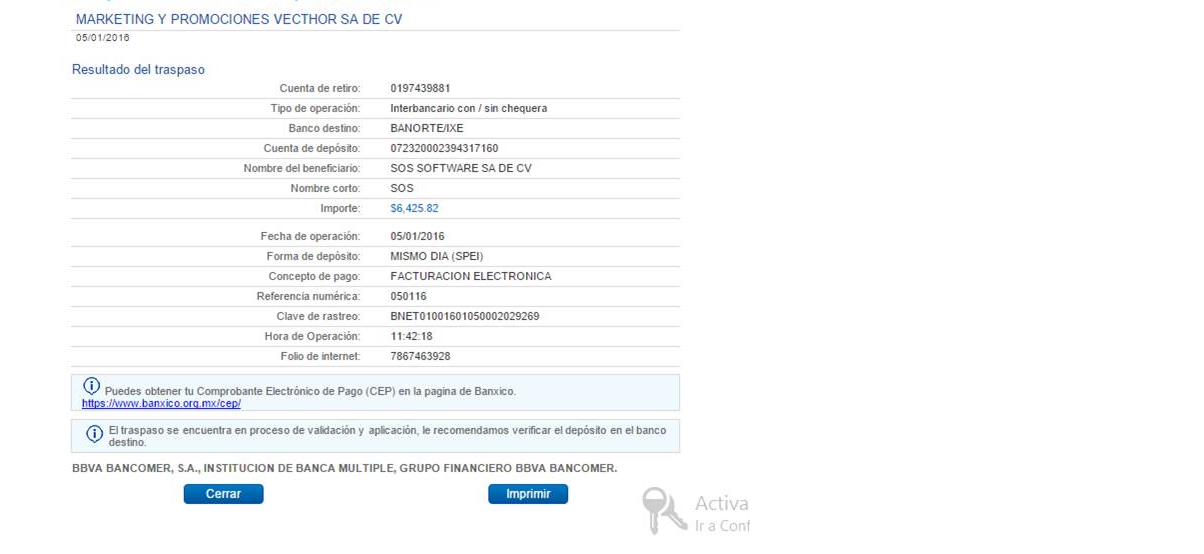 MARKETING Y PROMOCIONES VECTHOR SA DE CV
05/01/2016
Resultado del traspaso
Cuenta de retiro: 0197439881
Tipo de operación: Interbancario con / sin chequera
Banco destino: BANORTE/IXE
Cuenta de depósito: 072320002394317160
Nombre del beneficiario: SOS SOFTWARE SA DE CV
Nombre corto: SOS
Importe: $6,425.82
Fecha de operación: 05/01/2016
Forma de depósito: MISMO DIA (SPEI)
Concepto de pago: FACTURACION ELECTRONICA
Referencia numérica: 050116
Clave de rastreo: BNET01001601050002029269
Hora de Operación: 11:42:18
Folio de internet: 7867463928
Puedes obtener tu Comprobante Electrónico de Pago (CEP) en la pagina de Banxico.
https://www.banxico.org.mx/cep/
El traspaso se encuentra en proceso de validación y aplicación, le recomendamos verificar el depósito en el banco
destino.
BBVA BANCOMER, S.A., INSTITUCION DE BANCA MULTIPLE, GRUPO FINANCIERO BBVA BANCOMER.
Cerrar Imprimir
Activa
Ir a Conf